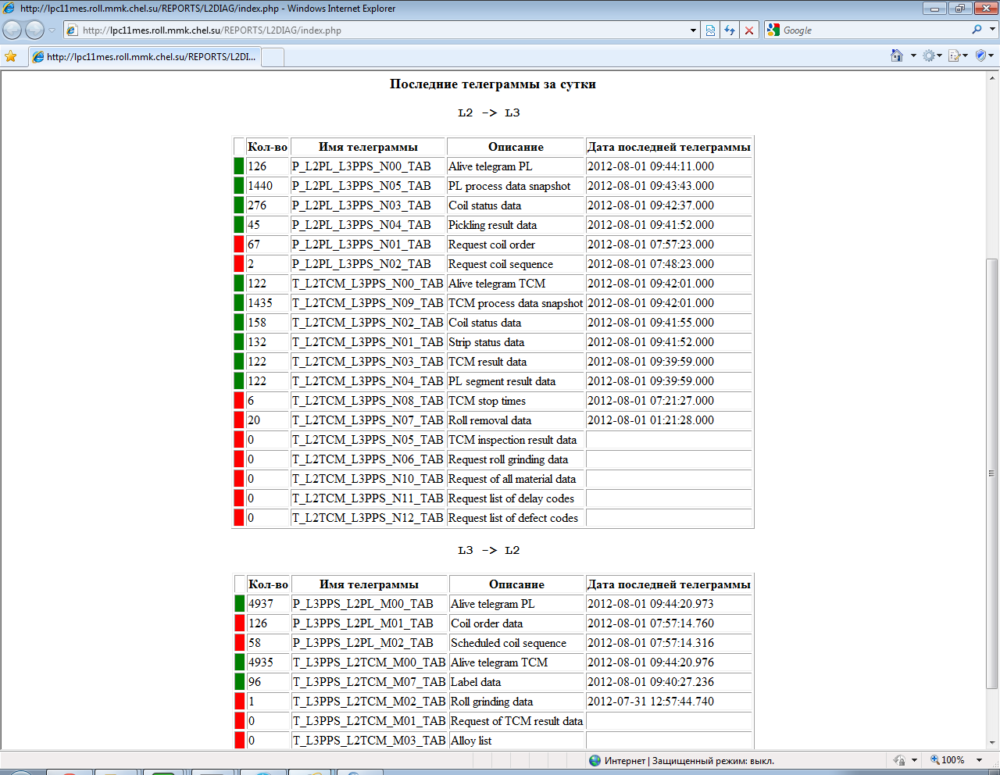 http://lpc11mes.roll.mmk.chel.su/REPORTS/L2DIAG/index.php - Windows Internet Explorer
http://lpc11mes.roll.mmk.chel.su/REPORTS/L2DIAG/index.php
Google
http://lpc11mes.roll.mmk.chel.su/REPORTS/L2DI...
Последние телеграммы за сутки
L2 -> L3
Кол-во Имя телеграммы Описание Дата последней телеграммы
126 P_L2PL_L3PPS_N00_TAB Alive telegram PL 2012-08-01 09:44:11.000
1440 P_L2PL_L3PPS_N05_TAB PL process data snapshot 2012-08-01 09:43:43.000
276 P_L2PL_L3PPS_N03_TAB Coil status data 2012-08-01 09:42:37.000
45 P_L2PL_L3PPS_N04_TAB Pickling result data 2012-08-01 09:41:52.000
67 P_L2PL_L3PPS_N01_TAB Request coil order 2012-08-01 07:57:23.000
2 P_L2PL_L3PPS_N02_TAB Request coil sequence 2012-08-01 07:48:23.000
122 T_L2TCM_L3PPS_N00_TAB Alive telegram TCM 2012-08-01 09:42:01.000
1435 T_L2TCM_L3PPS_N09_TAB TCM process data snapshot 2012-08-01 09:42:01.000
158 T_L2TCM_L3PPS_N02_TAB Coil status data 2012-08-01 09:41:55.000
132 T_L2TCM_L3PPS_N01_TAB Strip status data 2012-08-01 09:41:52.000
122 T_L2TCM_L3PPS_N03_TAB TCM result data 2012-08-01 09:39:59.000
122 T_L2TCM_L3PPS_N04_TAB PL segment result data 2012-08-01 09:39:59.000
6 T_L2TCM_L3PPS_N08_TAB TCM stop times 2012-08-01 07:21:27.000
20 T_L2TCM_L3PPS_N07_TAB Roll removal data 2012-08-01 01:21:28.000
0 T_L2TCM_L3PPS_N05_TAB TCM inspection result data
0 T_L2TCM_L3PPS_N06_TAB Request roll grinding data
0 T_L2TCM_L3PPS_N10_TAB Request of all material data
0 T_L2TCM_L3PPS_N11_TAB Request list of delay codes
0 T_L2TCM_L3PPS_N12_TAB Request list of defect codes
L3 -> L2
Кол-во Имя телеграммы Описание Дата последней телеграммы
4937 P_L3PPS_L2PL_M00_TAB Alive telegram PL 2012-08-01 09:44:20.973
126 P_L3PPS_L2PL_M01_TAB Coil order data 2012-08-01 07:57:14.760
58 P_L3PPS_L2PL_M02_TAB Scheduled coil sequence 2012-08-01 07:57:14.316
4935 T_L3PPS_L2TCM_M00_TAB Alive telegram TCM 2012-08-01 09:44:20.976
96 T_L3PPS_L2TCM_M07_TAB Label data 2012-08-01 09:40:27.236
1 T_L3PPS_L2TCM_M02_TAB Roll grinding data 2012-07-31 12:57:44.740
0 T_L3PPS_L2TCM_M01_TAB Request of TCM result data
0 T_L3PPS_L2TCM_M03_TAB Alloy list
Интернет | Защищенный режим: выкл.
100%